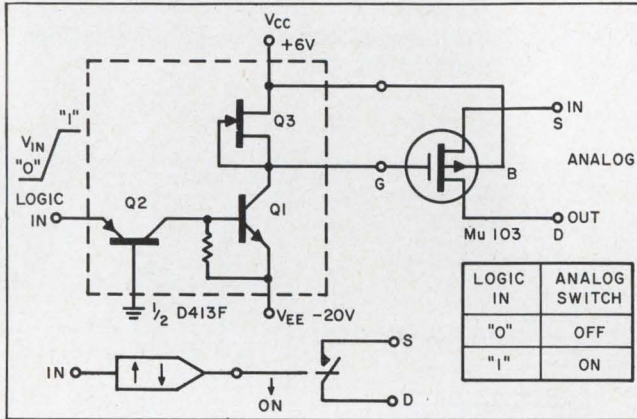 VCC
+6V
"1"
VIN
"0"
LOGIC
IN
Q2
Q3
Q1
G
B
IN
S
ANALOG
OUT
D
Mu 103
½ D413F
VEE -20V
LOGIC IN
ANALOG SWITCH
"0"
OFF
"1"
ON
IN
ON
S
D